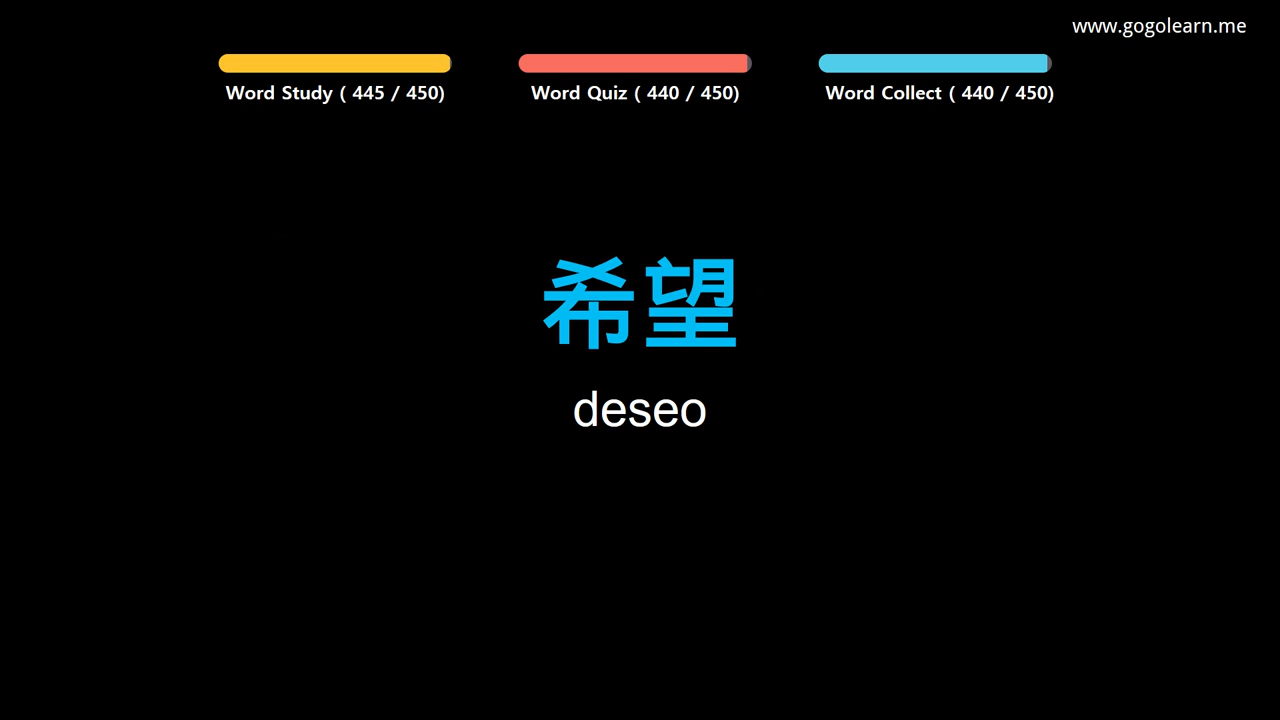 www.gogolearn.me
Word Study ( 445 / 450)
Word Quiz ( 440 / 450)
Word Collect ( 440 / 450)
希望
deseo